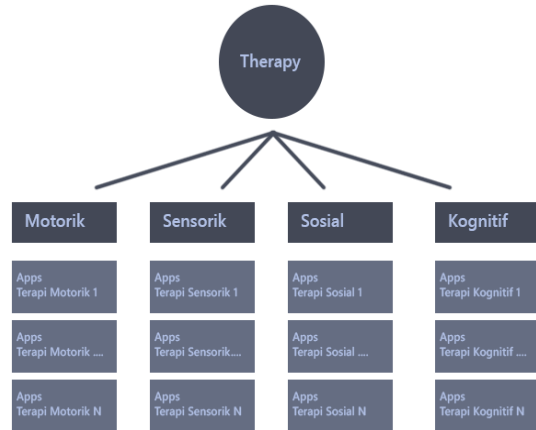 Therapy
Motorik
Sensorik
Sosial
Kognitif
Apps
Terapi Motorik 1
Apps
Terapi Sensorik 1
Apps
Terapi Sosial 1
Apps
Terapi Kognitif 1
Apps
Terapi Motorik ....
Apps
Terapi Sensorik....
Apps
Terapi Sosial ....
Apps
Terapi Kognitif ....
Apps
Terapi Motorik N
Apps
Terapi Sensorik N
Apps
Terapi Sosial N
Apps
Terapi Kognitif N